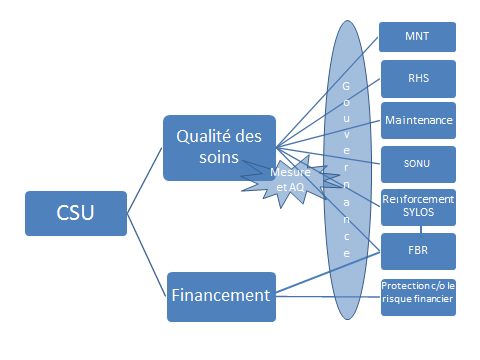 CSU
Qualité des
soins
Financement
Mesure
et AQ
Gouvernance
MNT
RHS
Maintenance
SONU
Renforcement
SYLOS
FBR
Protection c/o le
risque financier